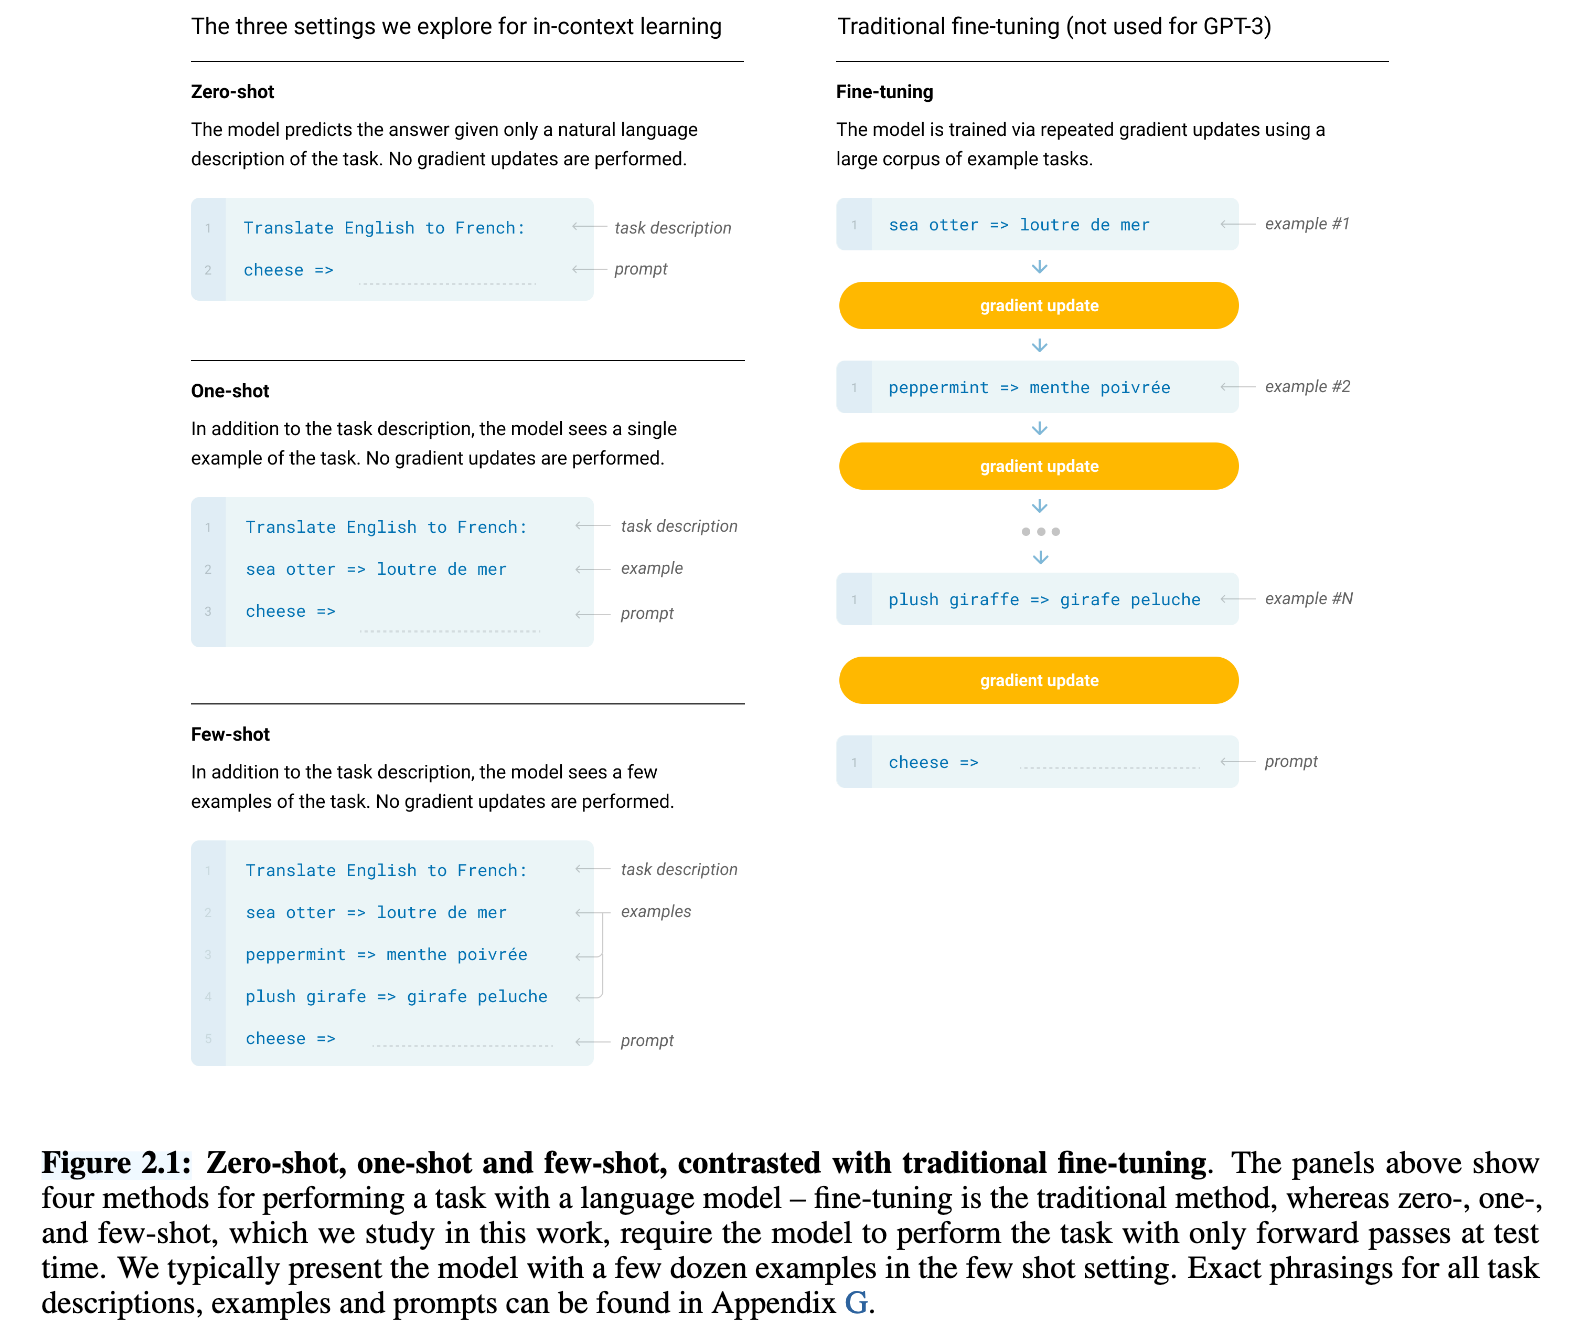 The three settings we explore for in-context learning
Zero-shot
The model predicts the answer given only a natural language
description of the task. No gradient updates are performed.
1 Translate English to French: task description
2 cheese => prompt
One-shot
In addition to the task description, the model sees a single
example of the task. No gradient updates are performed.
1 Translate English to French: task description
2 sea otter => loutre de mer example
3 cheese => prompt
Few-shot
In addition to the task description, the model sees a few
examples of the task. No gradient updates are performed.
1 Translate English to French: task description
2 sea otter => loutre de mer examples
3 peppermint => menthe poivrée
4 plush girafe => girafe peluche
5 cheese => prompt
Traditional fine-tuning (not used for GPT-3)
Fine-tuning
The model is trained via repeated gradient updates using a
large corpus of example tasks.
1 sea otter => loutre de mer example #1
gradient update
1 peppermint => menthe poivrée example #2
gradient update
1 plush giraffe => girafe peluche example #N
gradient update
1 cheese => prompt
Figure 2.1: Zero-shot, one-shot and few-shot, contrasted with traditional fine-tuning. The panels above show
four methods for performing a task with a language model – fine-tuning is the traditional method, whereas zero-, one-,
and few-shot, which we study in this work, require the model to perform the task with only forward passes at test
time. We typically present the model with a few dozen examples in the few shot setting. Exact phrasings for all task
descriptions, examples and prompts can be found in Appendix G.